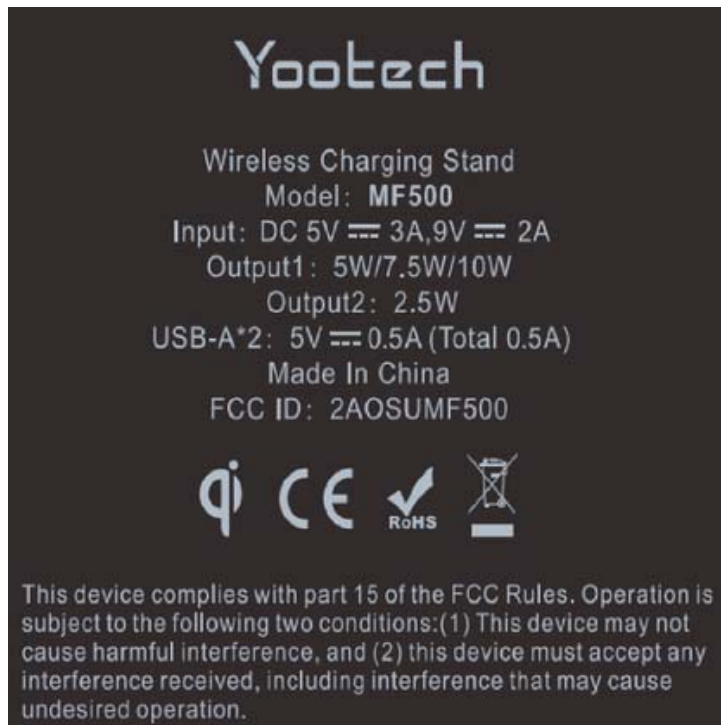 Yootech
Wireless Charging Stand
Model: MF500
Input: DC 5V ⎓ 3A,9V ⎓ 2A
Output1: 5W/7.5W/10W
Output2: 2.5W
USB-A*2: 5V ⎓ 0.5A (Total 0.5A)
Made In China
FCC ID: 2AOSUMF500
qi CE RoHS
This device complies with part 15 of the FCC Rules. Operation is
subject to the following two conditions:(1) This device may not
cause harmful interference, and (2) this device must accept any
interference received, including interference that may cause
undesired operation.